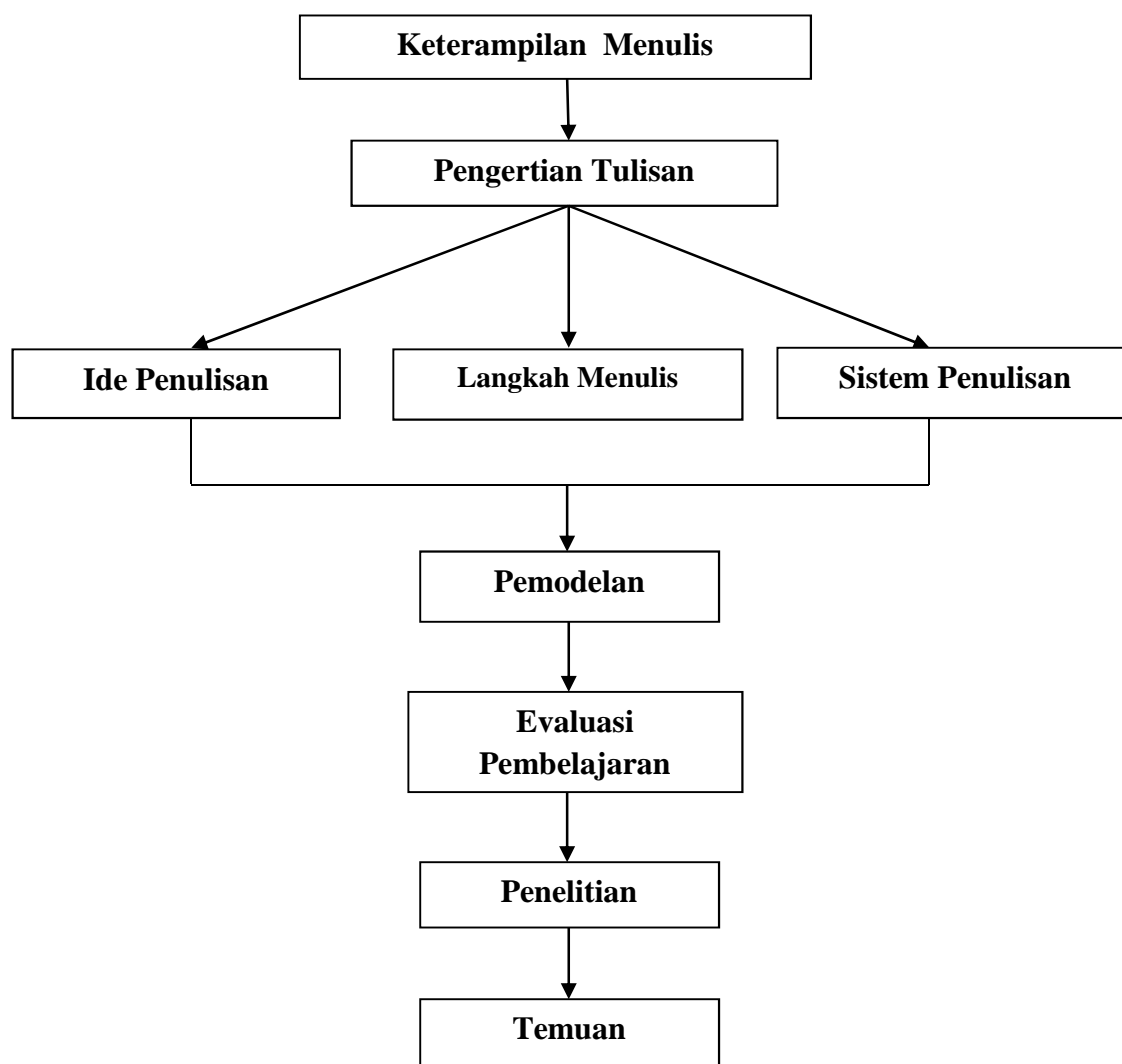 Keterampilan Menulis
Pengertian Tulisan
Ide Penulisan
Langkah Menulis
Sistem Penulisan
Pemodelan
Evaluasi
Pembelajaran
Penelitian
Temuan